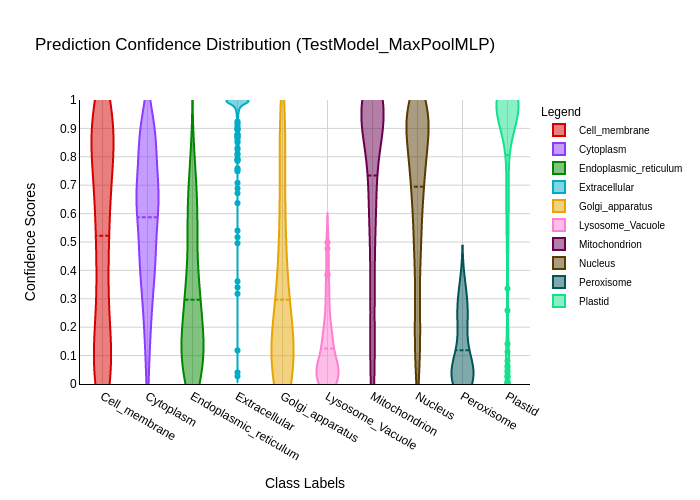 Prediction Confidence Distribution (TestModel_MaxPoolMLP)
Legend
Cell_membrane
Cytoplasm
Endoplasmic_reticulum
Extracellular
Golgi_apparatus
Lysosome_Vacuole
Mitochondrion
Nucleus
Peroxisome
Plastid
Confidence Scores
1
0.9
0.8
0.7
0.6
0.5
0.4
0.3
0.2
0.1
0
Cell_membrane
Cytoplasm
Endoplasmic_reticulum
Extracellular
Golgi_apparatus
Lysosome_Vacuole
Mitochondrion
Nucleus
Peroxisome
Plastid
Class Labels